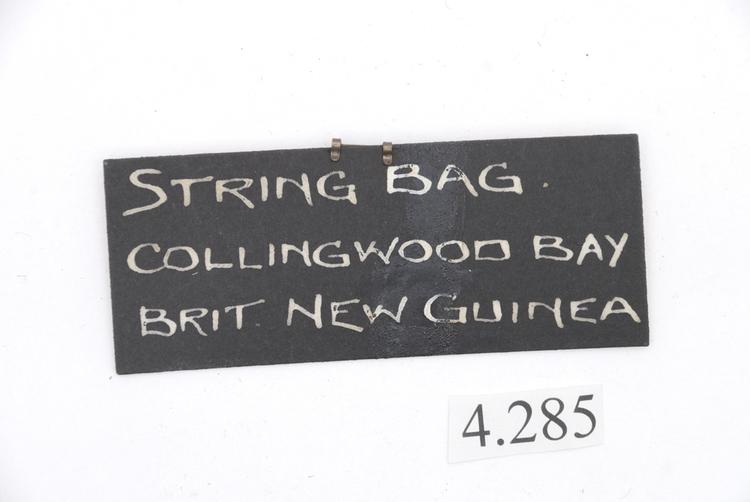 STRING BAG.
COLLINGWOOD BAY
BRIT. NEW GUINEA
4.285